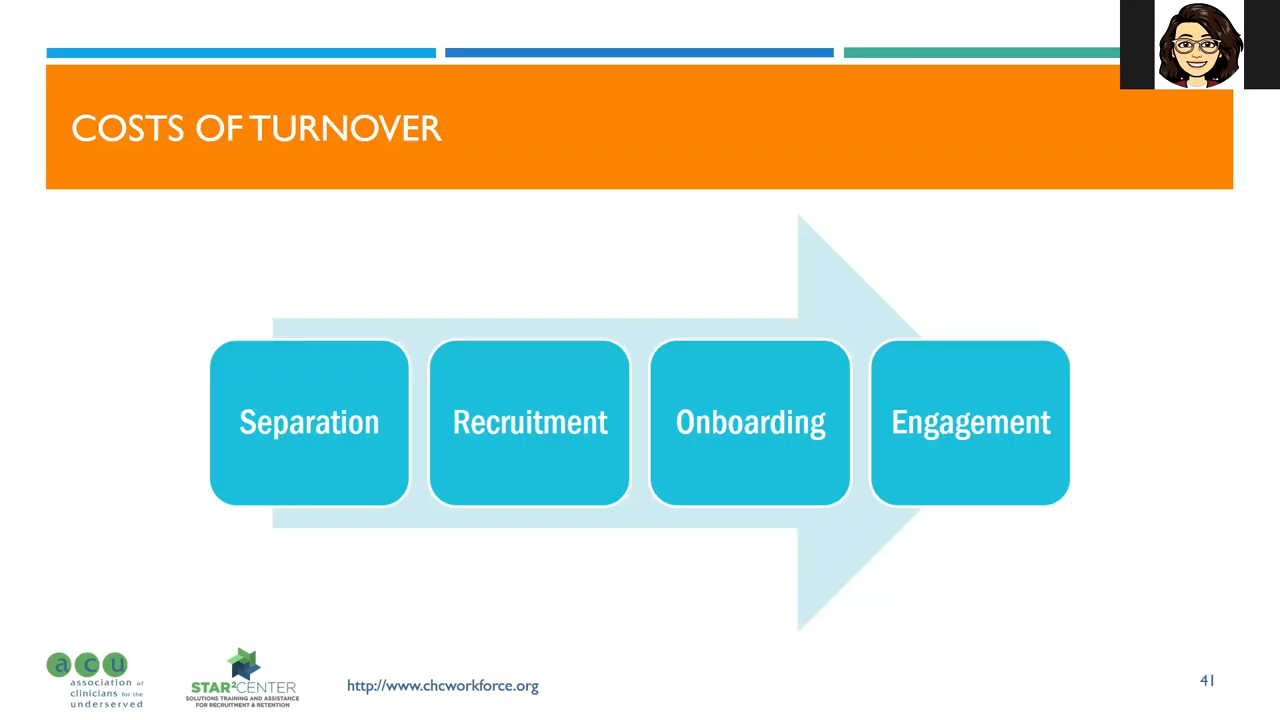 COSTS OF TURNOVER
Separation
Recruitment
Onboarding
Engagement
acu
association of
clinicians for the
underserved
STAR²CENTER
SOLUTIONS TRAINING AND ASSISTANCE
FOR RECRUITMENT & RETENTION
http://www.chcworkforce.org
41